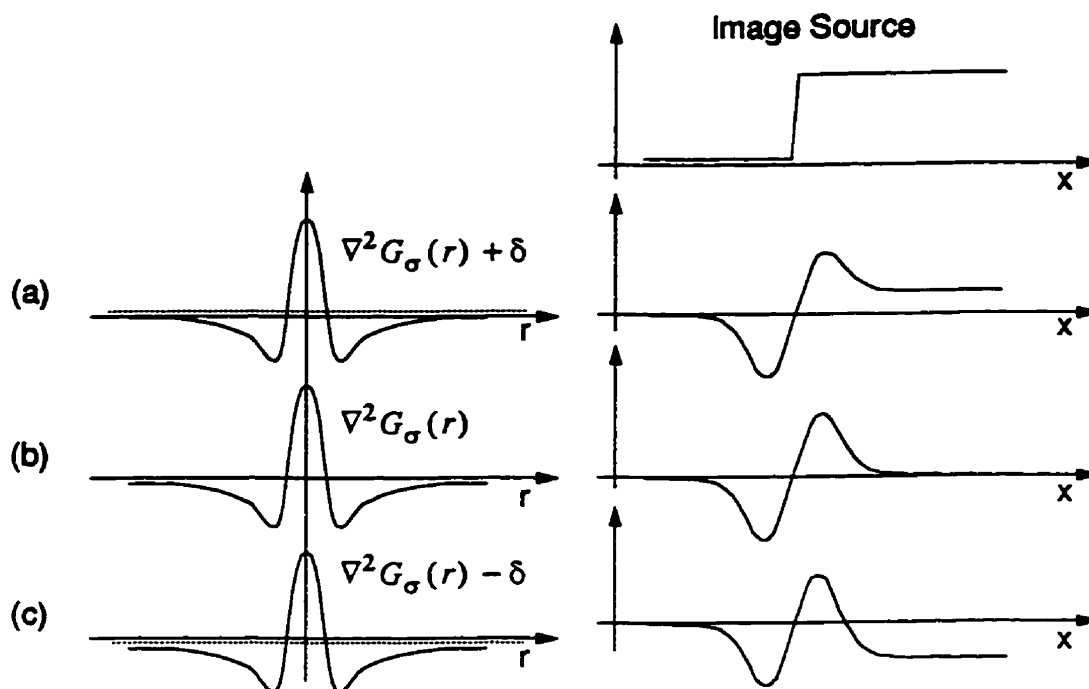 Image Source
x
(a)
∇²G_σ(r) + δ
r
x
(b)
∇²G_σ(r)
r
x
(c)
∇²G_σ(r) − δ
r
x